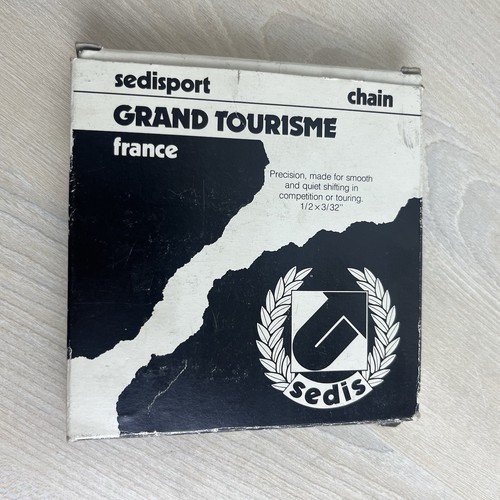 sedisport
chain
GRAND TOURISME
france
Precision, made for smooth
and quiet shifting in
competition or touring.
1/2 x 3/32"
sedis